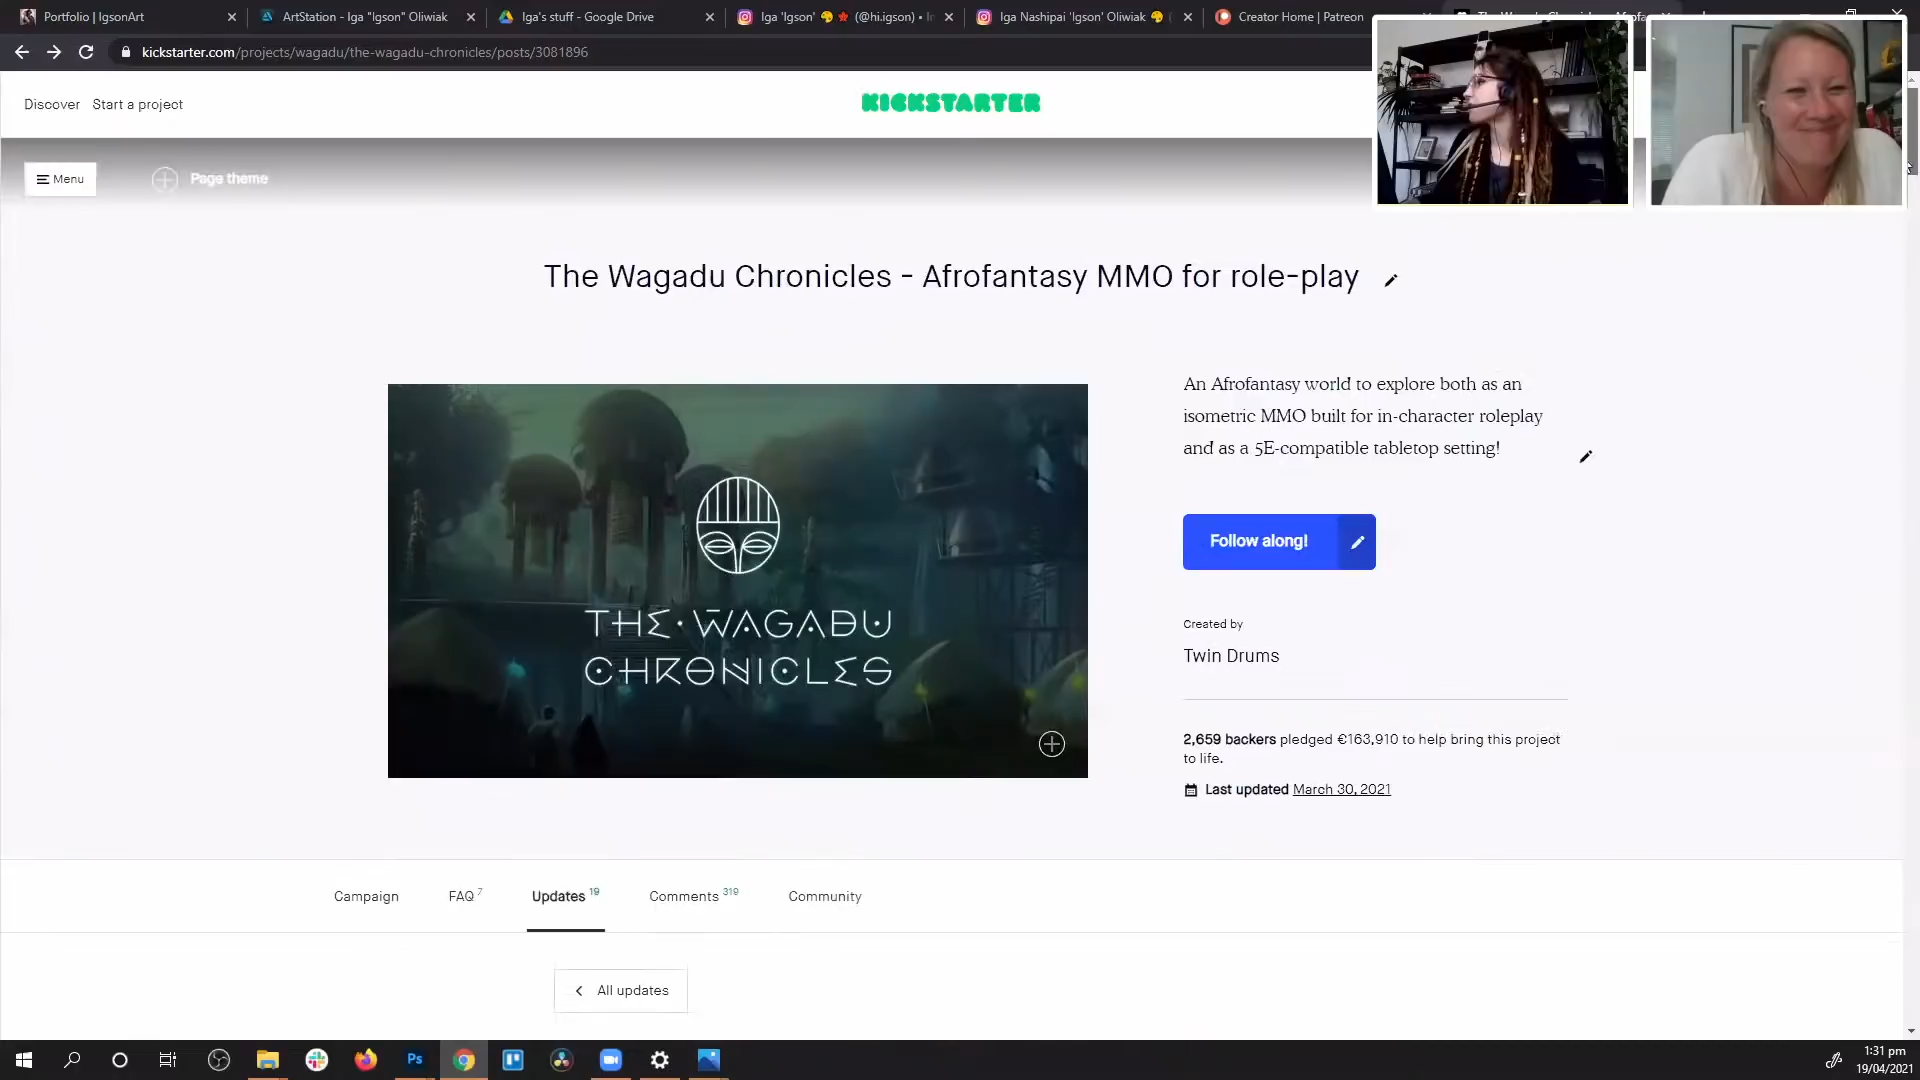 Portfolio | IgsonArt
ArtStation - Iga "Igson" Oliwiak
Iga's stuff - Google Drive
Iga 'Igson'
(@hi.igson) •
Iga Nashipai 'Igson' Oliwiak
Creator Home | Patreon
kickstarter.com/projects/wagadu/the-wagadu-chronicles/posts/3081896
Discover Start a project
KICKSTARTER
Menu
Page theme
The Wagadu Chronicles - Afrofantasy MMO for role-play
An Afrofantasy world to explore both as an
isometric MMO built for in-character roleplay
and as a 5E-compatible tabletop setting!
THE·WAGADU
CHRONICLES
Follow along!
Created by
Twin Drums
2,659 backers pledged €163,910 to help bring this project
to life.
Last updated March 30, 2021
Campaign FAQ 7 Updates 19 Comments 319 Community
All updates
Ps
1:31 pm
19/04/2021